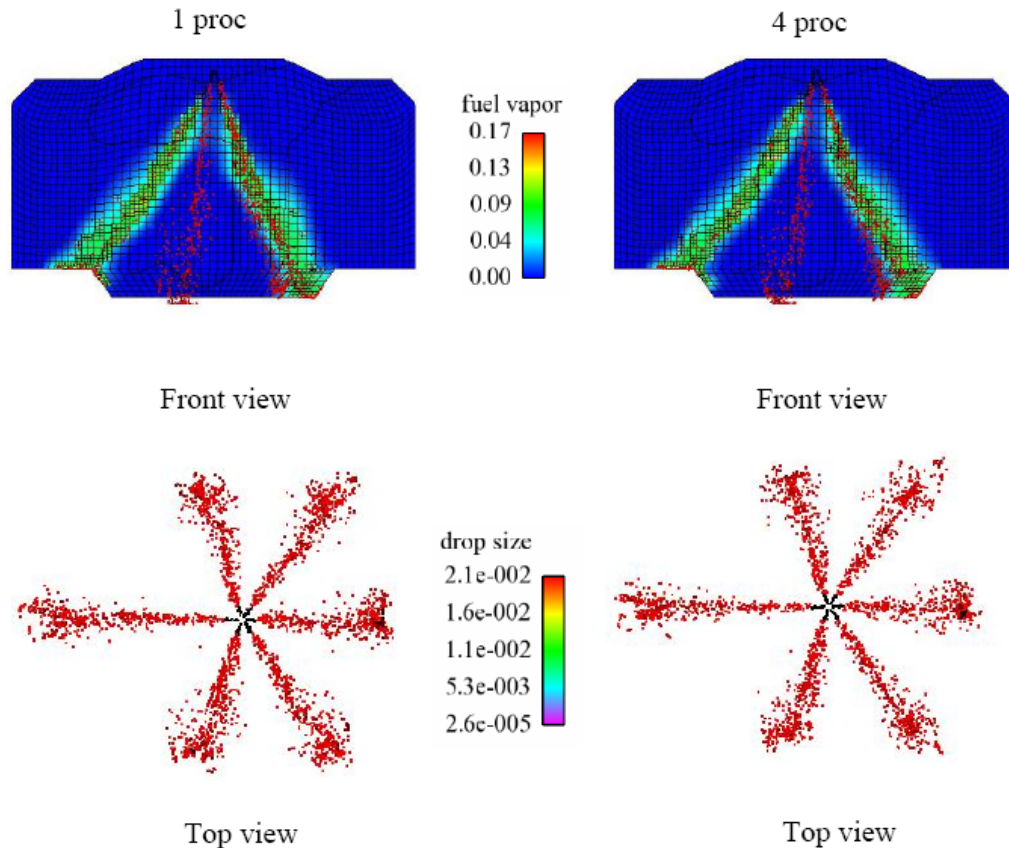 1 proc
4 proc
fuel vapor
0.17
0.13
0.09
0.04
0.00
Front view
Front view
drop size
2.1e-002
1.6e-002
1.1e-002
5.3e-003
2.6e-005
Top view
Top view